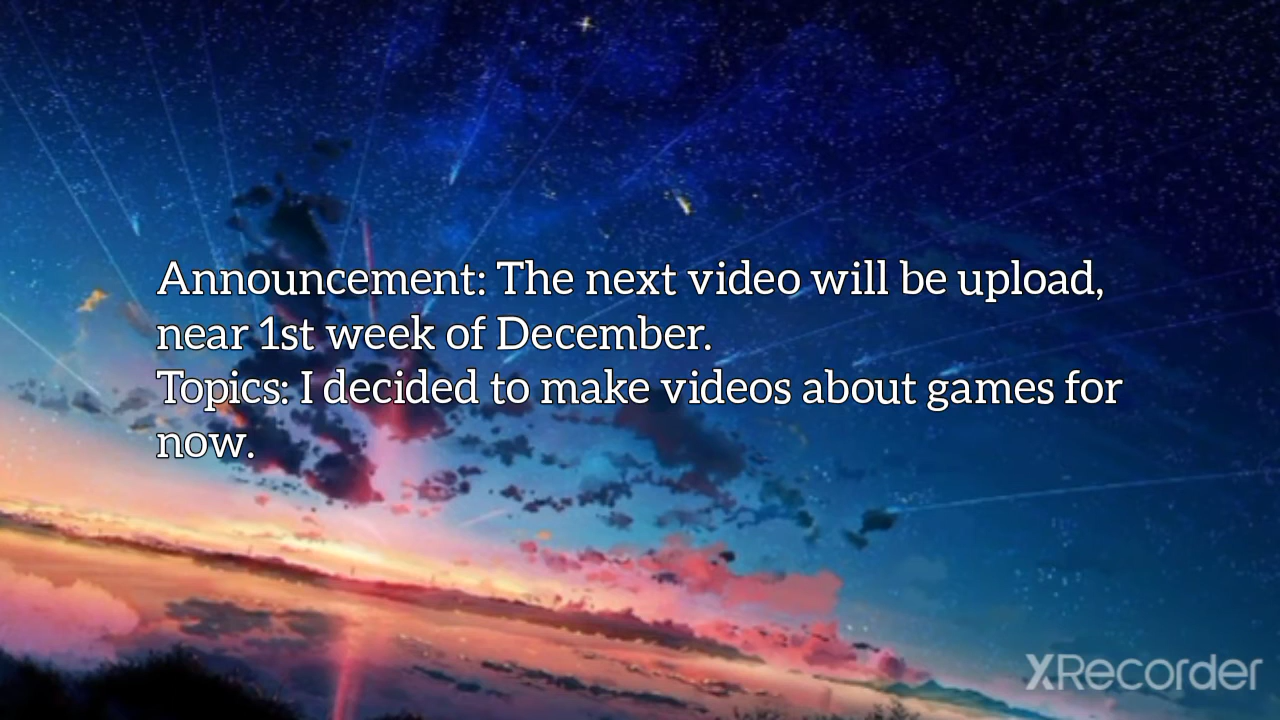 Announcement: The next video will be upload,
near 1st week of December.
Topics: I decided to make videos about games for
now.
XRecorder